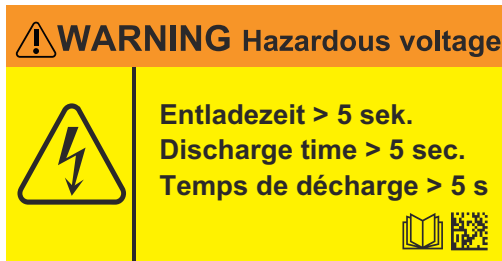 WARNING Hazardous voltage
Entladezeit > 5 sek.
Discharge time > 5 sec.
Temps de décharge > 5 s